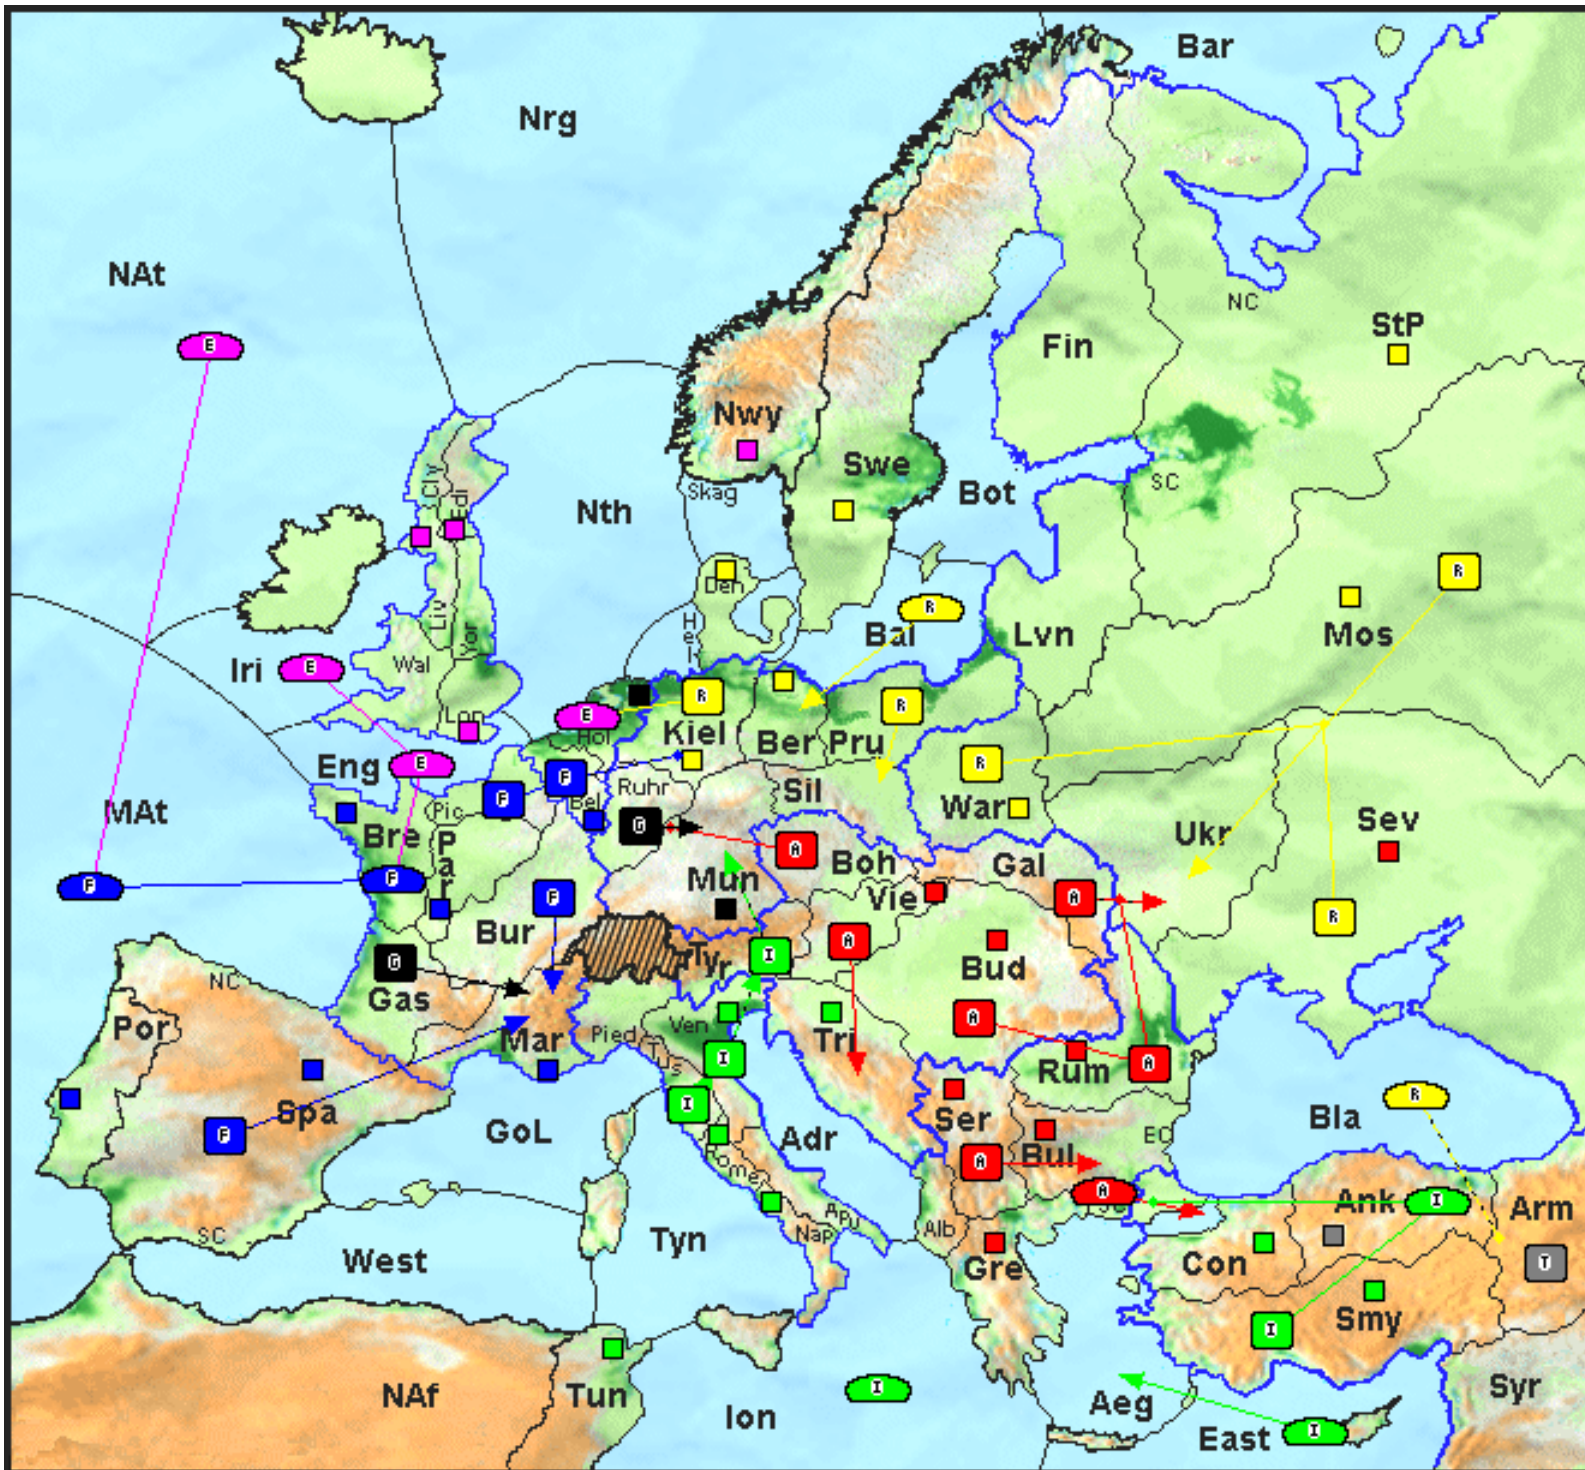 Bar
Nrg
NAt
NC
StP
Fin
Nwy
Swe
Skag
Bot
SC
Nth
Cly
Edi
Den
Hel
Bal
Lvn
Mos
Liv
Yor
Wal
Iri
Lon
Hol
Kiel
Ber
Pru
Eng
Ruhr
Sil
War
MAt
Pic
Bel
Bre
Par
Boh
Gal
Ukr
Sev
Mun
Vie
Bur
Tyr
Bud
Gas
NC
Por
Pied
Ven
Tus
Tri
Mar
Rum
Spa
GoL
Adr
Ser
Bul
EC
Bla
Rome
Apu
Nap
Alb
SC
Tyn
West
Gre
Con
Ank
Arm
Smy
NAf
Tun
Ion
Aeg
East
Syr
E
R
E
R
E
R
E
F
F
R
G
A
F
F
F
A
R
G
A
I
A
I
A
I
R
F
A
A
I
T
I
I
I